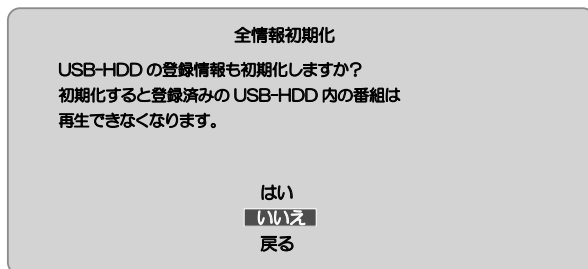 全情報初期化
USB-HDD の登録情報も初期化しますか?
初期化すると登録済みの USB-HDD 内の番組は
再生できなくなります。
はい
いいえ
戻る